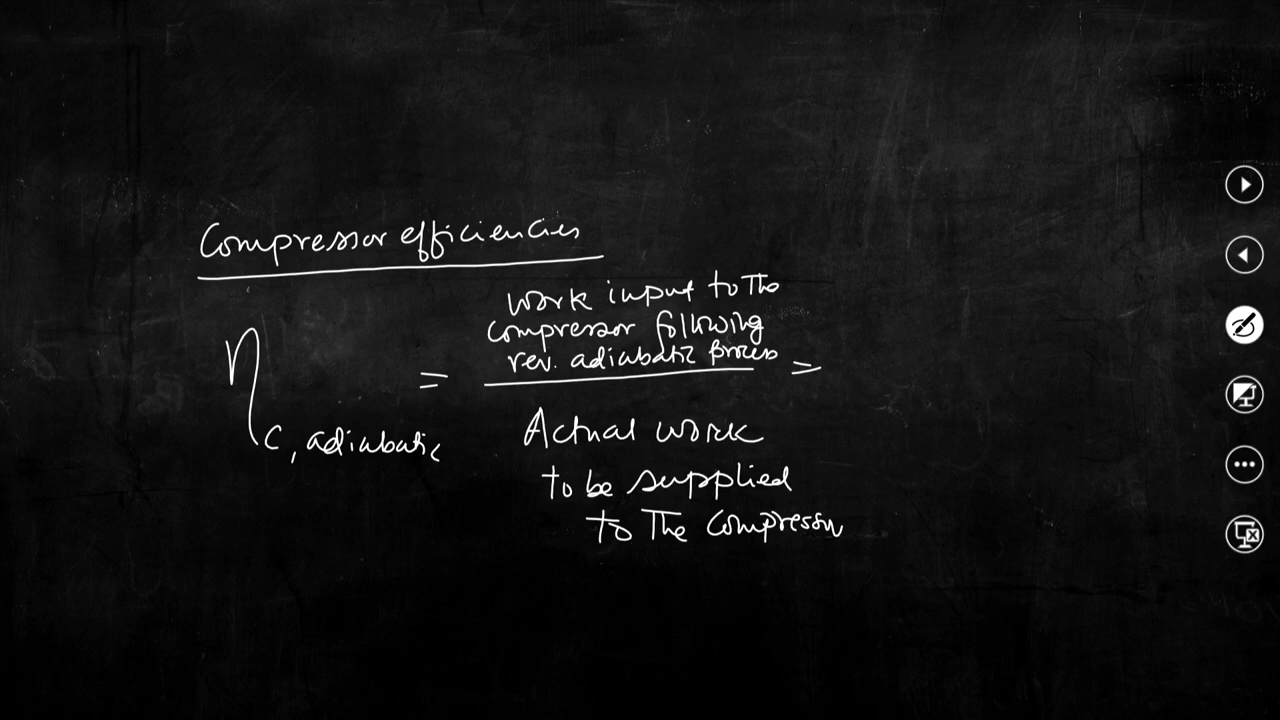 Compressor efficiencies
η c, adiabatic = work input to the compressor following rev. adiabatic process =
Actual work
to be supplied
to the compressor